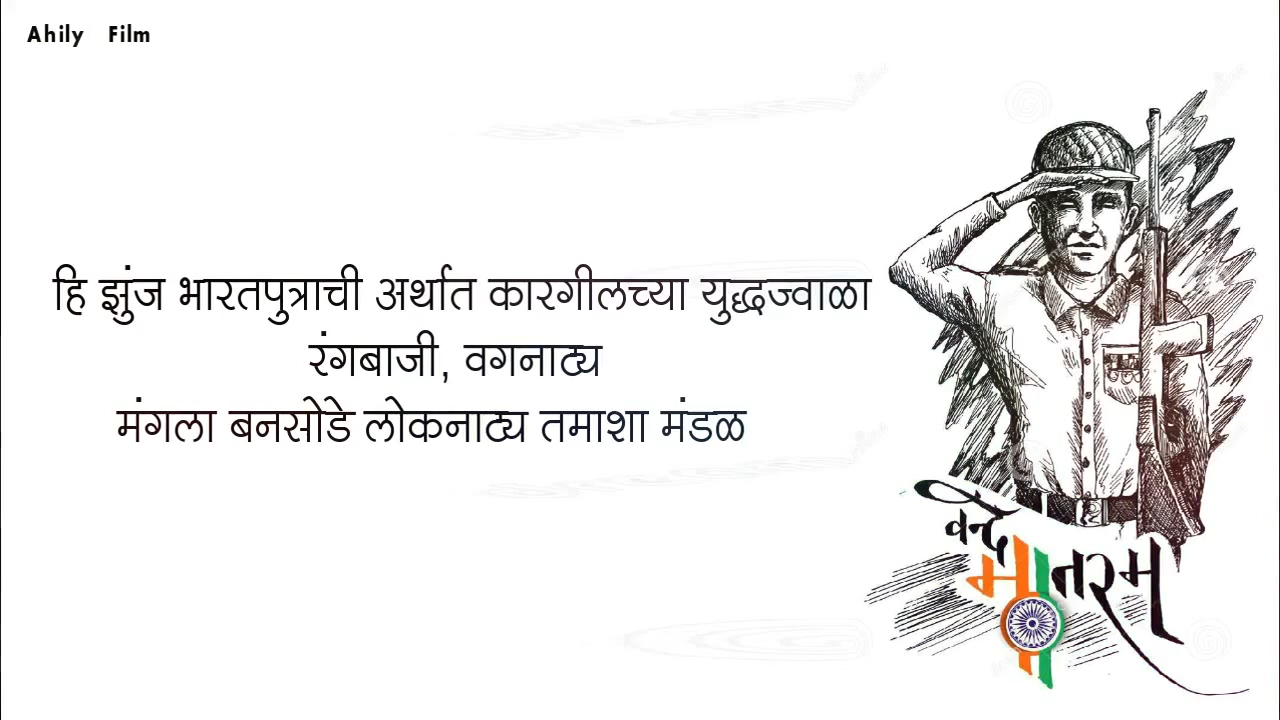 Ahily Film
हि झुंज भारतपुत्राची अर्थात कारगीलच्या युद्धज्वाळा
रंगबाजी, वगनाट्य
मंगला बनसोडे लोकनाट्य तमाशा मंडळ
वन्दे
मातरम